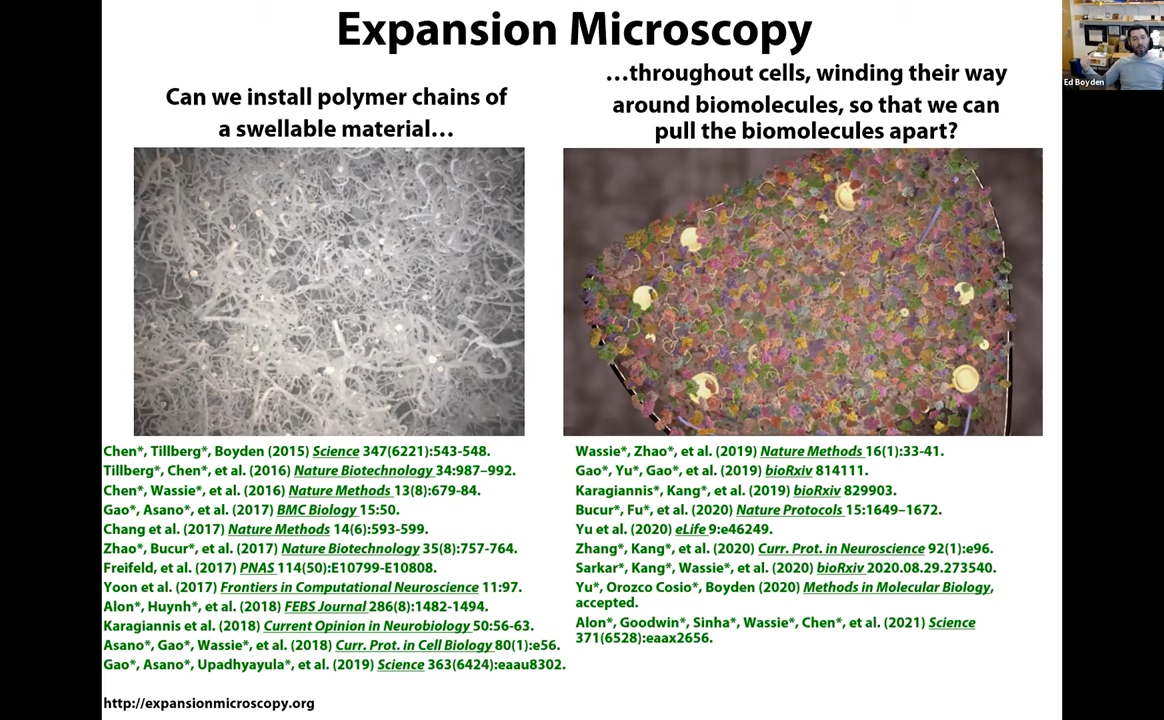 Expansion Microscopy
Can we install polymer chains of
a swellable material…
…throughout cells, winding their way
around biomolecules, so that we can
pull the biomolecules apart?
Ed Boyden
Chen*, Tillberg*, Boyden (2015) Science 347(6221):543-548.
Tillberg*, Chen*, et al. (2016) Nature Biotechnology 34:987–992.
Chen*, Wassie*, et al. (2016) Nature Methods 13(8):679-84.
Gao*, Asano*, et al. (2017) BMC Biology 15:50.
Chang et al. (2017) Nature Methods 14(6):593-599.
Zhao*, Bucur*, et al. (2017) Nature Biotechnology 35(8):757-764.
Freifeld, et al. (2017) PNAS 114(50):E10799-E10808.
Yoon et al. (2017) Frontiers in Computational Neuroscience 11:97.
Alon*, Huynh*, et al. (2018) FEBS Journal 286(8):1482-1494.
Karagiannis et al. (2018) Current Opinion in Neurobiology 50:56-63.
Asano*, Gao*, Wassie*, et al. (2018) Curr. Prot. in Cell Biology 80(1):e56.
Gao*, Asano*, Upadhyayula*, et al. (2019) Science 363(6424):eaau8302.
Wassie*, Zhao*, et al. (2019) Nature Methods 16(1):33-41.
Gao*, Yu*, Gao*, et al. (2019) bioRxiv 814111.
Karagiannis*, Kang*, et al. (2019) bioRxiv 829903.
Bucur*, Fu*, et al. (2020) Nature Protocols 15:1649–1672.
Yu et al. (2020) eLife 9:e46249.
Zhang*, Kang*, et al. (2020) Curr. Prot. in Neuroscience 92(1):e96.
Sarkar*, Kang*, Wassie*, et al. (2020) bioRxiv 2020.08.29.273540.
Yu*, Orozco Cosio*, Boyden (2020) Methods in Molecular Biology,
accepted.
Alon*, Goodwin*, Sinha*, Wassie*, Chen*, et al. (2021) Science
371(6528):eaax2656.
http://expansionmicroscopy.org